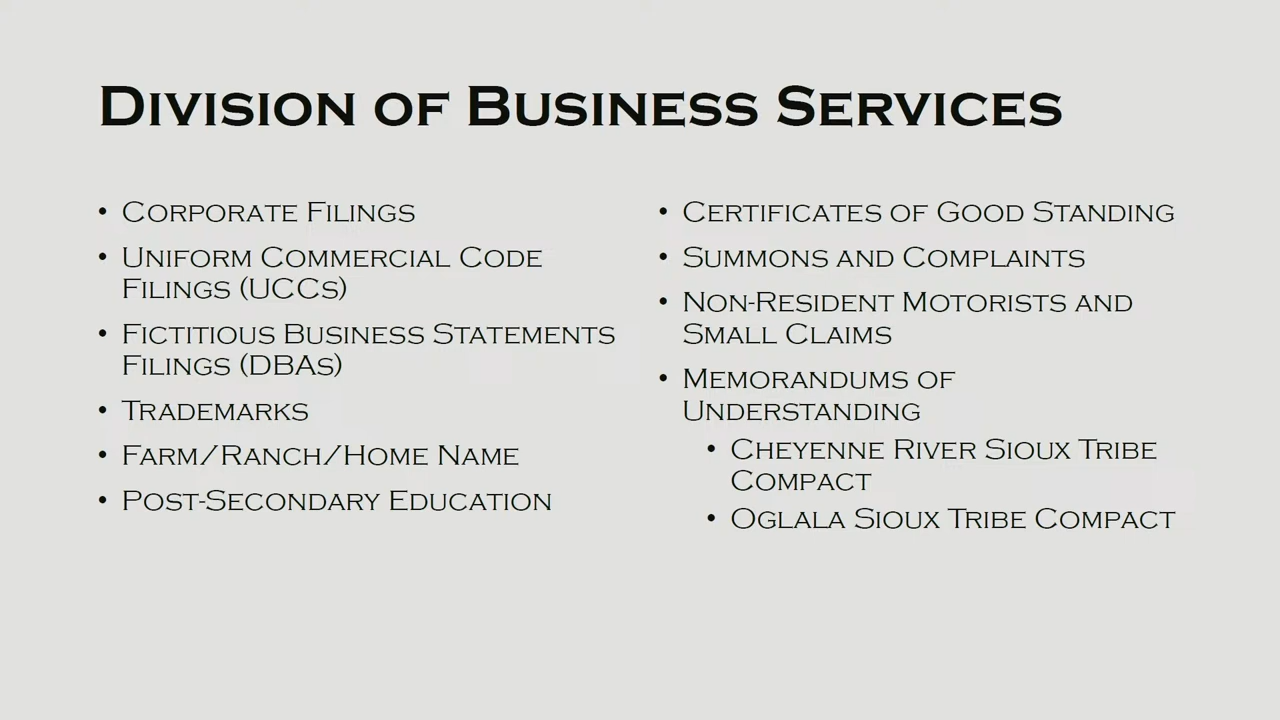 Division of Business Services
• Corporate Filings
• Uniform Commercial Code
Filings (UCCs)
• Fictitious Business Statements
Filings (DBAs)
• Trademarks
• Farm/Ranch/Home Name
• Post-Secondary Education
• Certificates of Good Standing
• Summons and Complaints
• Non-Resident Motorists and
Small Claims
• Memorandums of
Understanding
• Cheyenne River Sioux Tribe
Compact
• Oglala Sioux Tribe Compact